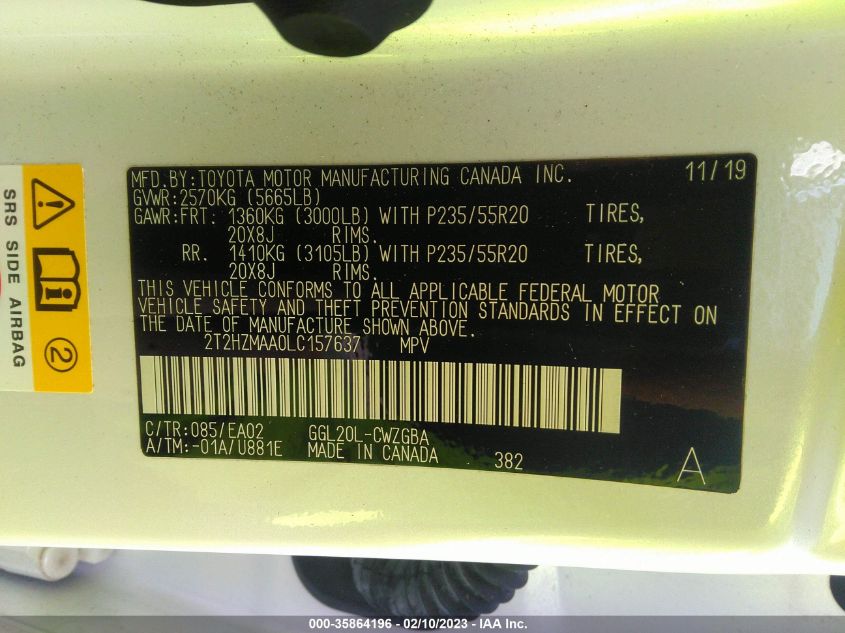 MFD.BY:TOYOTA MOTOR MANUFACTURING CANADA INC. 11/19
GVWR:2570KG (5665LB)
GAWR:FRT: 1360KG (3000LB) WITH P235/55R20 TIRES,
20X8J RIMS.
RR. 1410KG (3105LB) WITH P235/55R20 TIRES,
20X8J RIMS.
THIS VEHICLE CONFORMS TO ALL APPLICABLE FEDERAL MOTOR
VEHICLE SAFETY AND THEFT PREVENTION STANDARDS IN EFFECT ON
THE DATE OF MANUFACTURE SHOWN ABOVE.
2T2HZMAA0LC157637 MPV
C/TR:085/EA02 GGL20L-CWZGBA
A/TM:-01A/U881E MADE IN CANADA 382
A
SRS SIDE AIRBAG
2
000-35864196 - 02/10/2023 - IAA Inc.